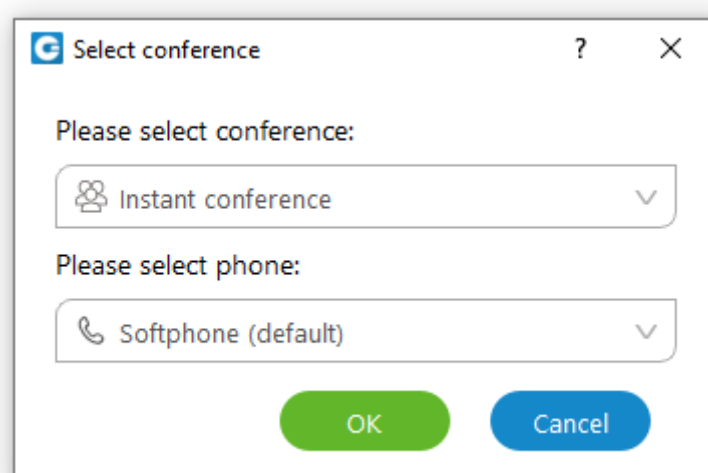 Select conference ?
Please select conference:
Instant conference
Please select phone:
Softphone (default)
OK Cancel